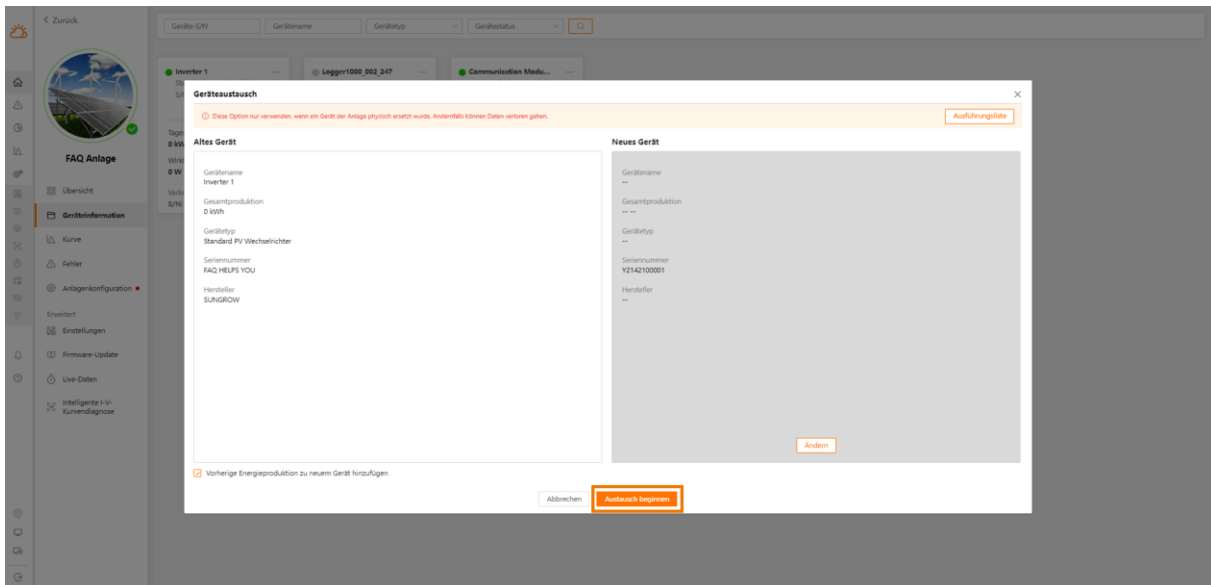 Zurück
FAQ Anlage
Übersicht
Geräteinformation
Kurve
Fehler
Anlagenkonfiguration
Erweitert
Einstellungen
Firmware-Update
Live-Daten
Intelligente I-V-
Kurvendiagnose
Geräte-S/N
Gerätename
Gerätetyp
Gerätestatus
Inverter 1
Logger1000_002_247
Communication Modu...
0 W
S/N:
Geräteaustausch
Diese Option nur verwenden, wenn ein Gerät der Anlage physisch ersetzt wurde. Andernfalls können Daten verloren gehen.
Ausführungsliste
Altes Gerät
Gerätename
Inverter 1
Gesamtproduktion
0 kWh
Gerätetyp
Standard PV Wechselrichter
Seriennummer
FAQ HELPS YOU
Hersteller
SUNGROW
Neues Gerät
Gerätename
--
Gesamtproduktion
-- --
Gerätetyp
--
Seriennummer
Y2142100001
Hersteller
--
Ändern
Vorherige Energieproduktion zu neuem Gerät hinzufügen
Abbrechen
Austausch beginnen